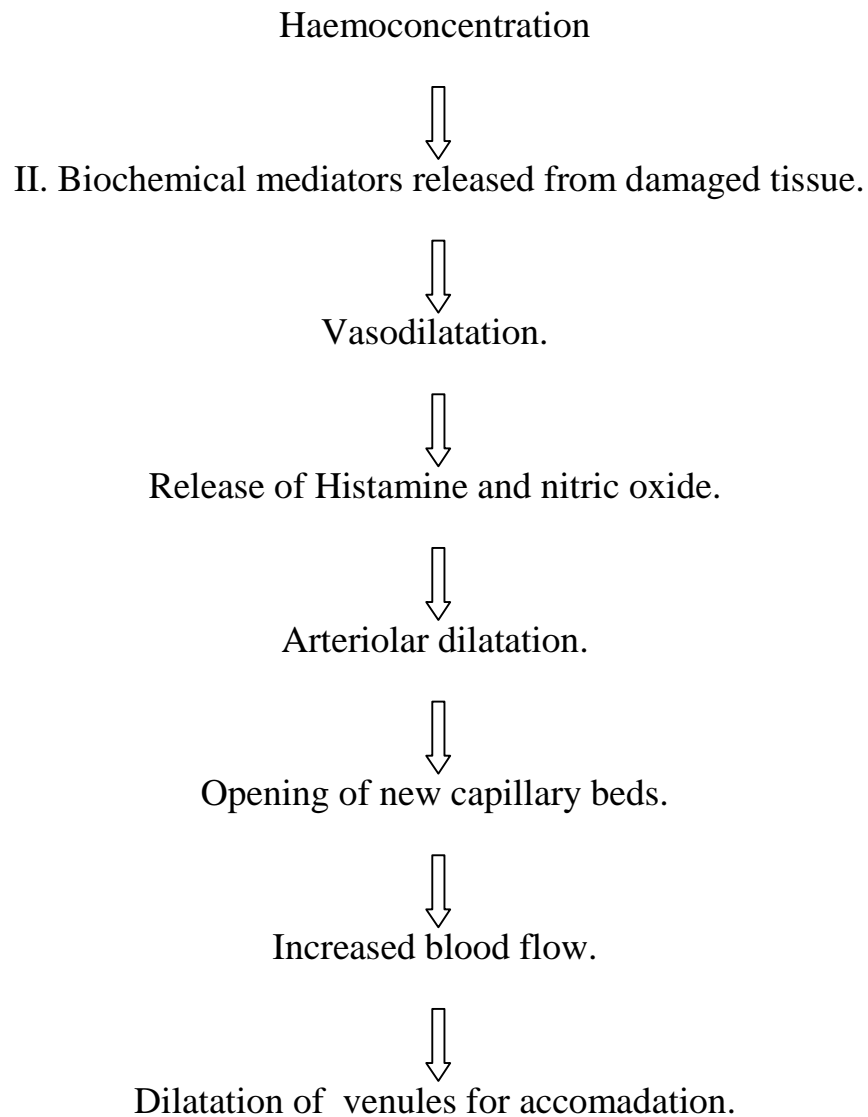 Haemoconcentration
II. Biochemical mediators released from damaged tissue.
Vasodilatation.
Release of Histamine and nitric oxide.
Arteriolar dilatation.
Opening of new capillary beds.
Increased blood flow.
Dilatation of  venules for accomadation.